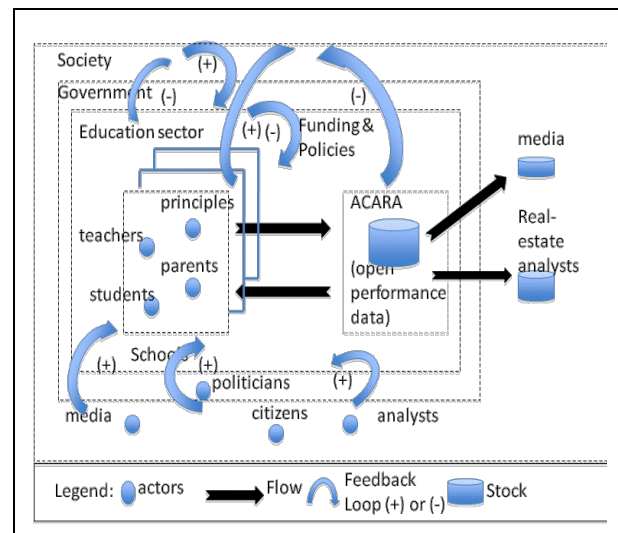 Society
(+)
Government
(-)
(-)
Education sector
(+)
(-)
Funding &
Policies
media
principles
ACARA
Real-
estate
analysts
teachers
parents
(open
performance
data)
students
(+)
Schools
(+)
(+)
politicians
media
citizens
analysts
Legend:
actors
Flow
Feedback
Loop (+) or (-)
Stock